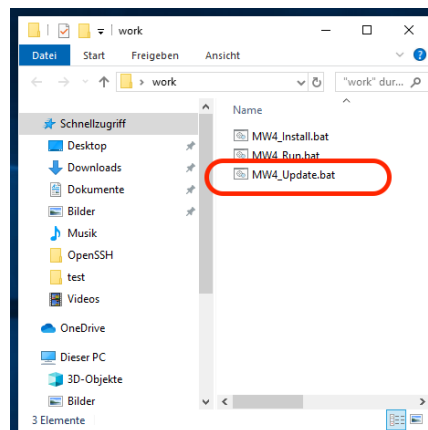 work
Datei Start Freigeben Ansicht
work "work" dur...
Name
Schnellzugriff
Desktop
Downloads
Dokumente
Bilder
Musik
OpenSSH
test
Videos
OneDrive
Dieser PC
3D-Objekte
Bilder
MW4_Install.bat
MW4_Run.bat
MW4_Update.bat
3 Elemente